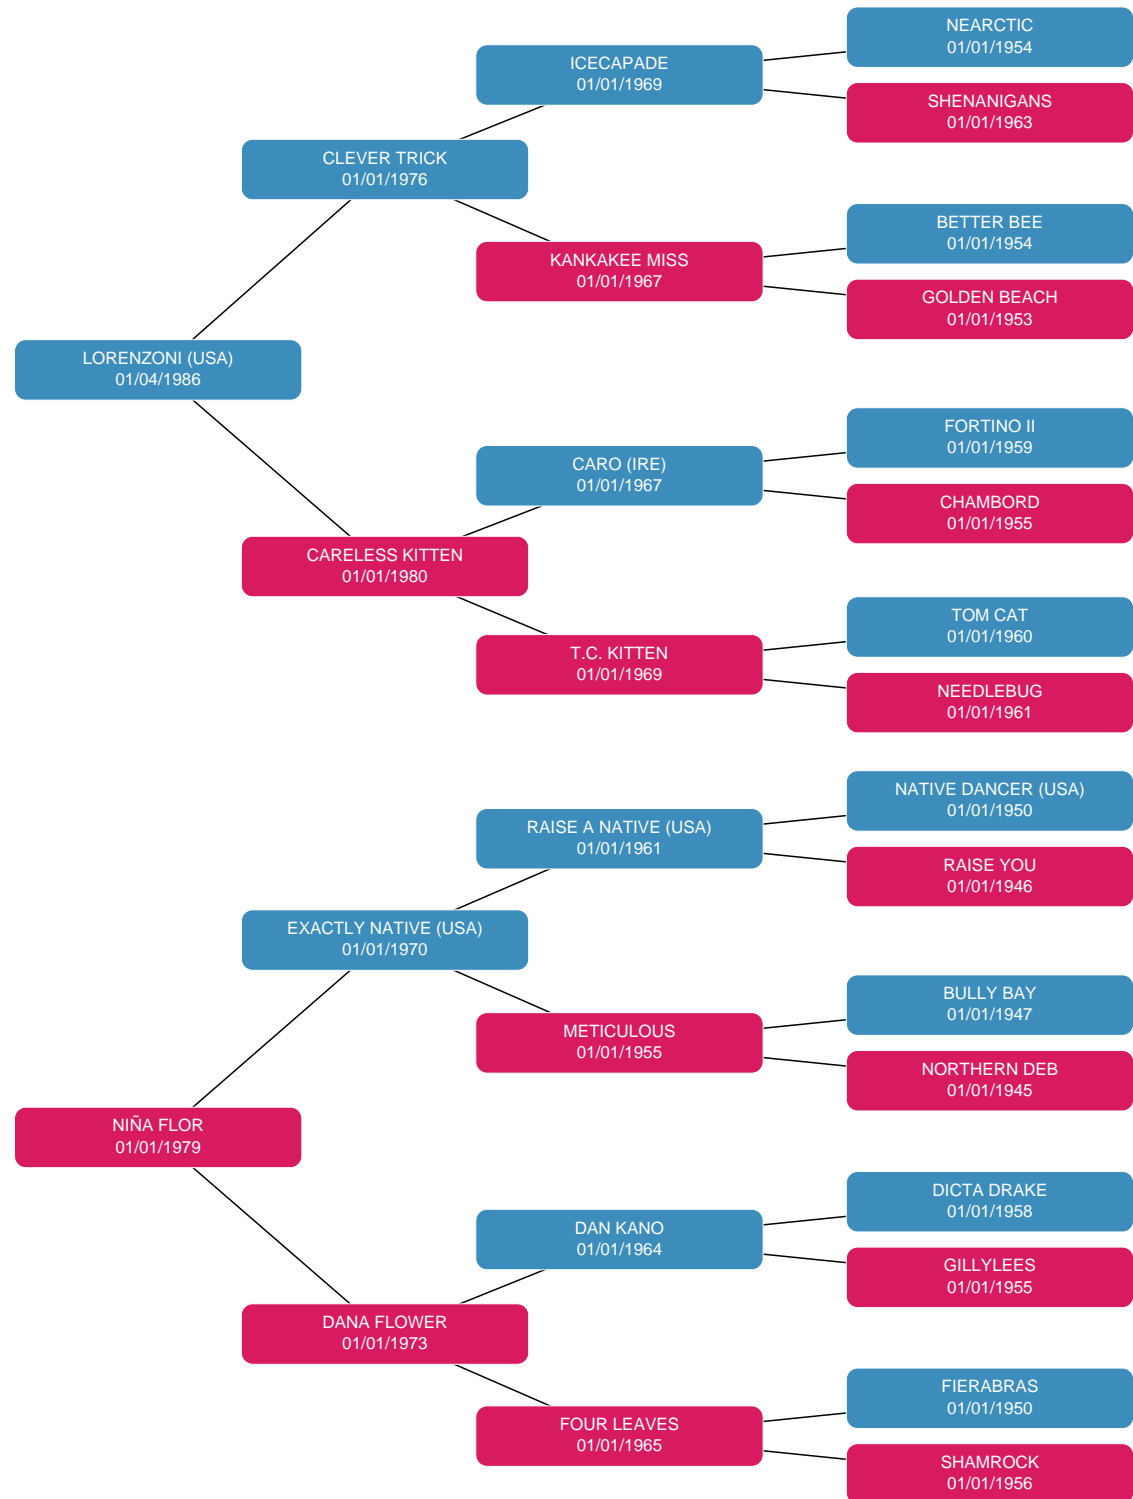 NEARCTIC
01/01/1954
ICECAPADE
01/01/1969
SHENANIGANS
01/01/1963
CLEVER TRICK
01/01/1976
BETTER BEE
01/01/1954
KANKAKEE MISS
01/01/1967
GOLDEN BEACH
01/01/1953
LORENZONI (USA)
01/04/1986
FORTINO II
01/01/1959
CARO (IRE)
01/01/1967
CHAMBORD
01/01/1955
CARELESS KITTEN
01/01/1980
TOM CAT
01/01/1960
T.C. KITTEN
01/01/1969
NEEDLEBUG
01/01/1961
NATIVE DANCER (USA)
01/01/1950
RAISE A NATIVE (USA)
01/01/1961
RAISE YOU
01/01/1946
EXACTLY NATIVE (USA)
01/01/1970
BULLY BAY
01/01/1947
METICULOUS
01/01/1955
NORTHERN DEB
01/01/1945
NIÑA FLOR
01/01/1979
DICTA DRAKE
01/01/1958
DAN KANO
01/01/1964
GILLYLEES
01/01/1955
DANA FLOWER
01/01/1973
FIERABRAS
01/01/1950
FOUR LEAVES
01/01/1965
SHAMROCK
01/01/1956